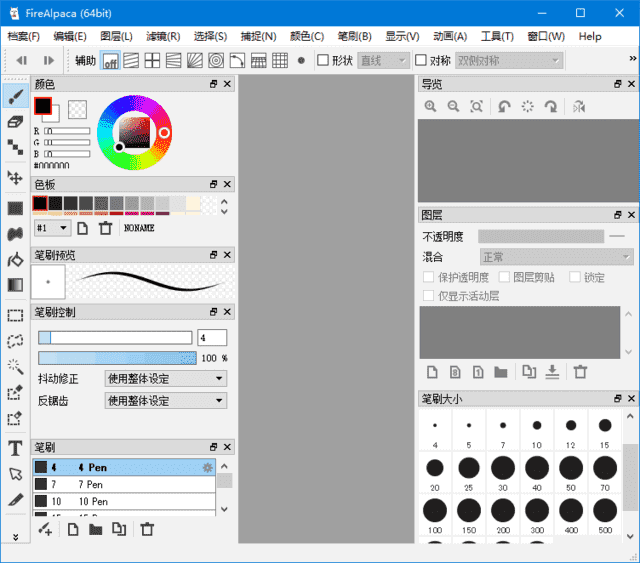 FireAlpaca (64bit)
档案(F) 编辑(E) 图层(L) 滤镜(R) 选择(S) 捕捉(N) 颜色(C) 笔刷(B) 显示(V) 动画(A) 工具(T) 窗口(W) Help
辅助 off 形状 直线 对称 双侧对称 »
颜色
R 0
G 0
B 0
#000000
色板
#1 NONAME
笔刷预览
笔刷控制
4
100 %
抖动修正 使用整体设定
反锯齿 使用整体设定
笔刷
4 4 Pen
7 7 Pen
10 10 Pen
导览
图层
不透明度
混合 正常
保护透明度 图层剪贴 锁定
仅显示活动层
8 1
笔刷大小
4 5 7 10 12 15
20 25 30 40 50 70
100 150 200 300 400 500
T